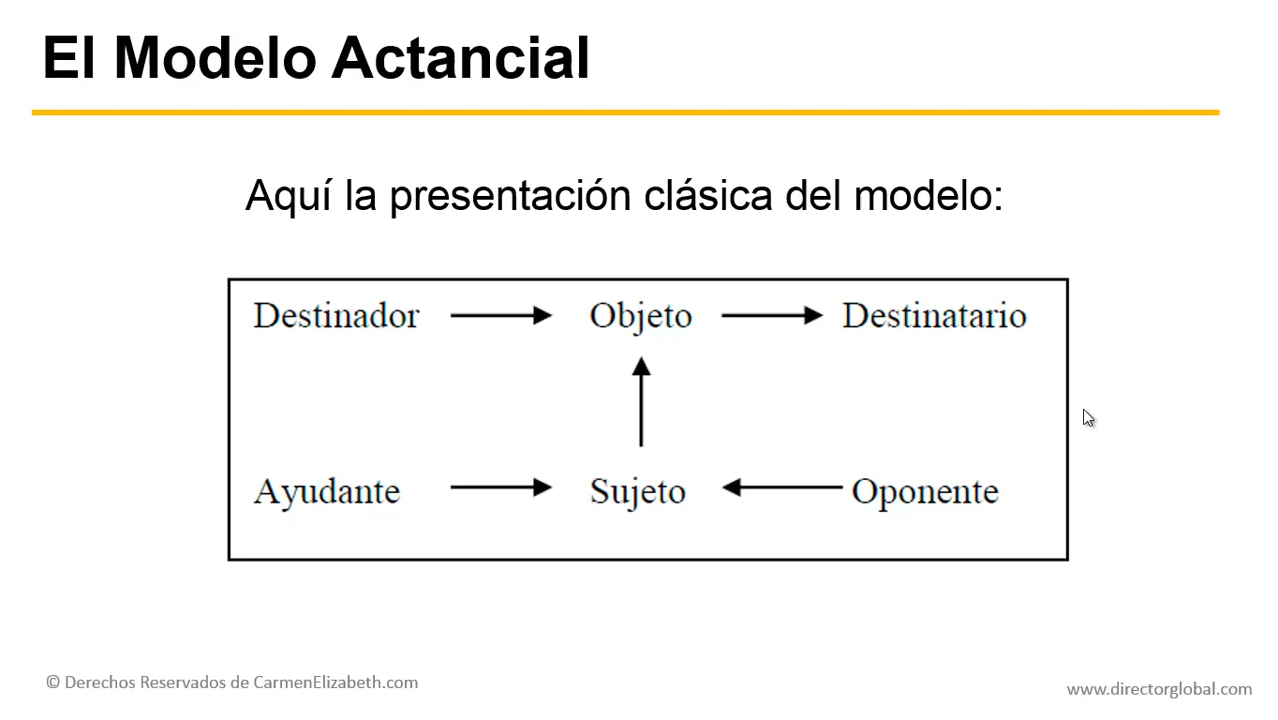 El Modelo Actancial
Aquí la presentación clásica del modelo:
Destinador Objeto Destinatario
Ayudante Sujeto Oponente
© Derechos Reservados de CarmenElizabeth.com
www.directorglobal.com